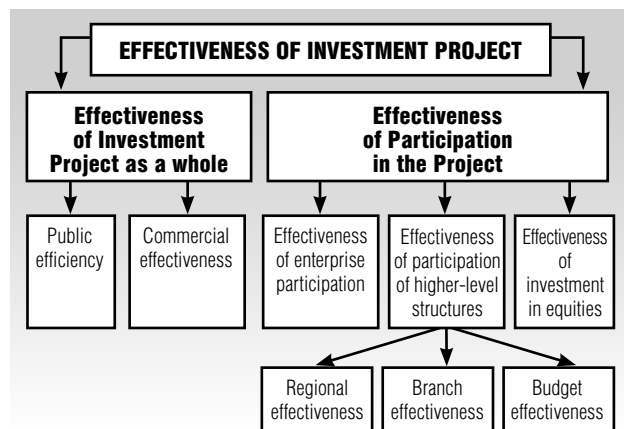 EFFECTIVENESS OF INVESTMENT PROJECT
Effectiveness
of Investment
Project as a whole
Effectiveness
of Participation
in the Project
Public
efficiency
Commercial
effectiveness
Effectiveness
of enterprise
participation
Effectiveness
of participation
of higher-level
structures
Effectiveness
of
investment
in equities
Regional
effectiveness
Branch
effectiveness
Budget
effectiveness